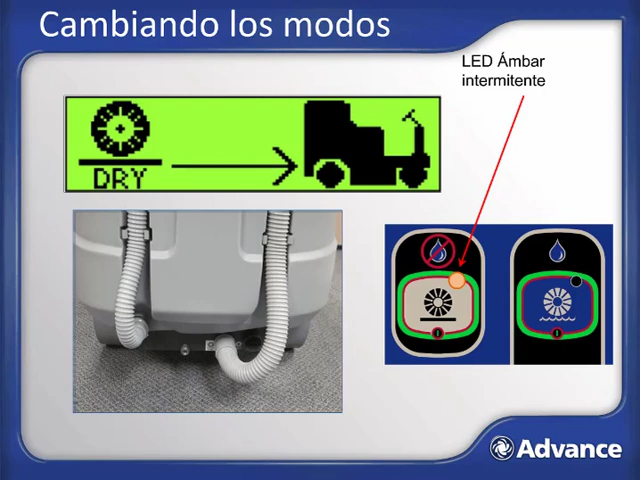 Cambiando los modos
LED Ámbar
intermitente
DRY
Advance